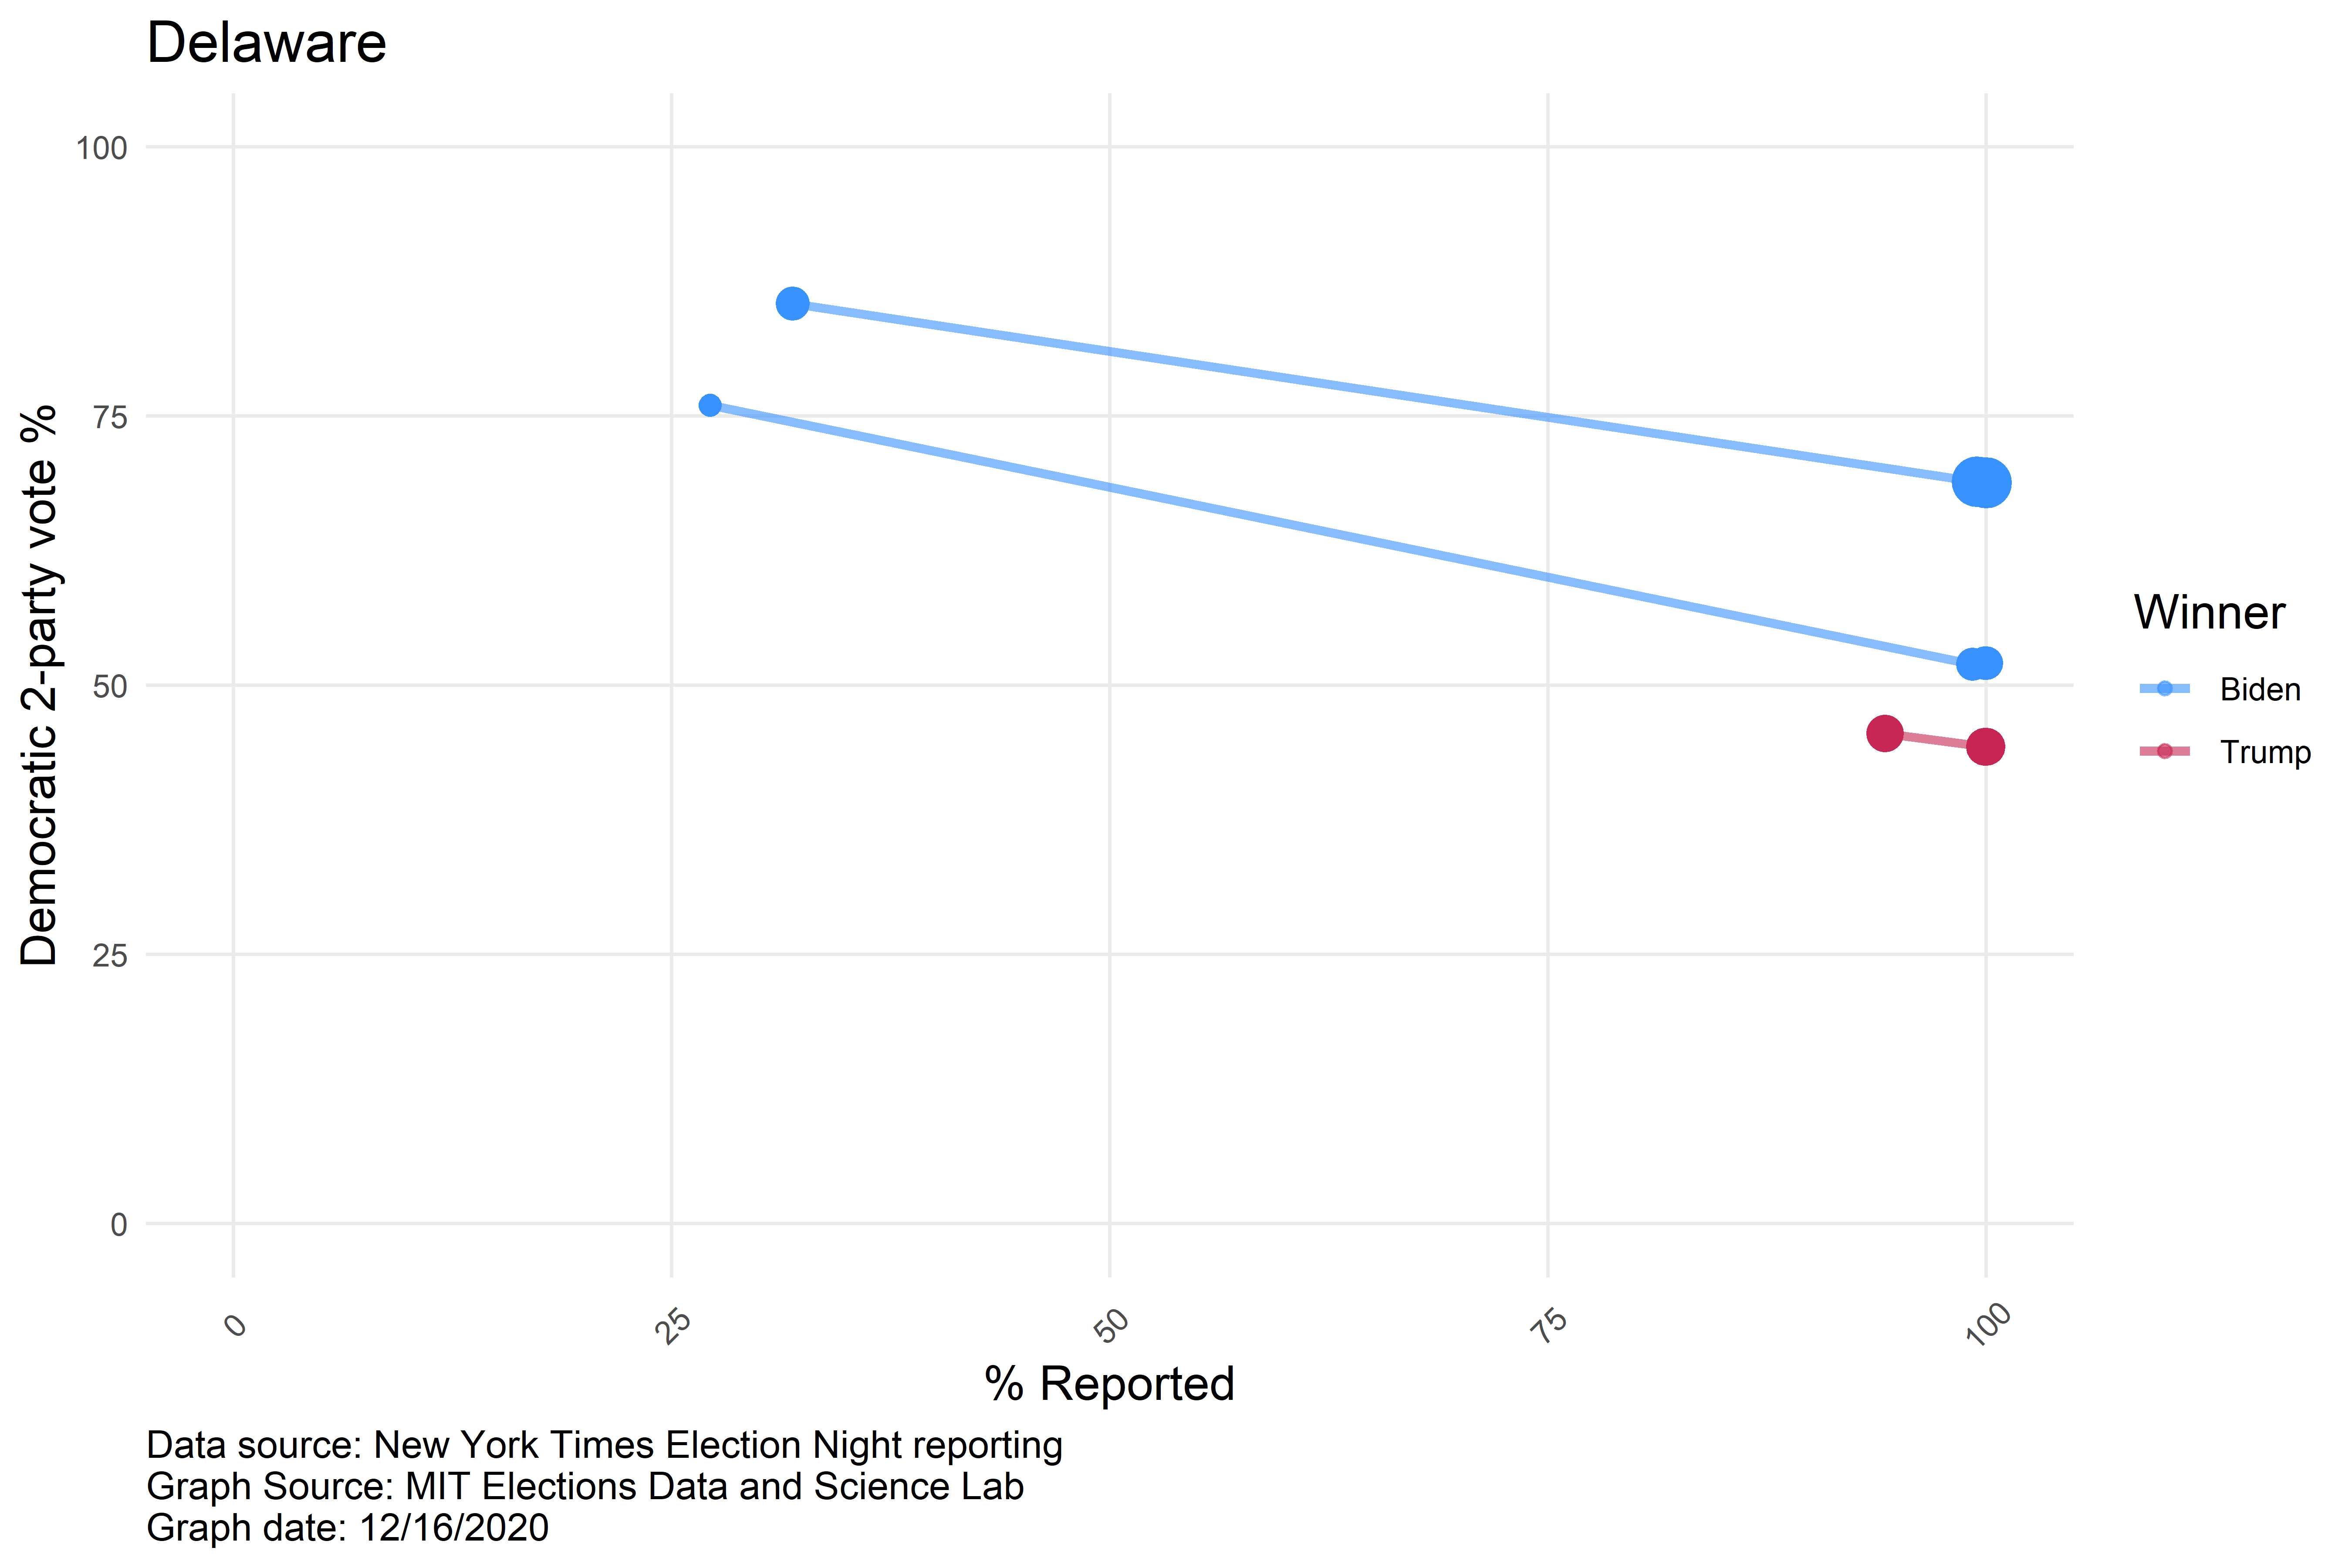 Delaware
Democratic 2-party vote %
100
75
50
25
0
0
25
50
75
100
% Reported
Winner
Biden
Trump
Data source: New York Times Election Night reporting
Graph Source: MIT Elections Data and Science Lab
Graph date: 12/16/2020